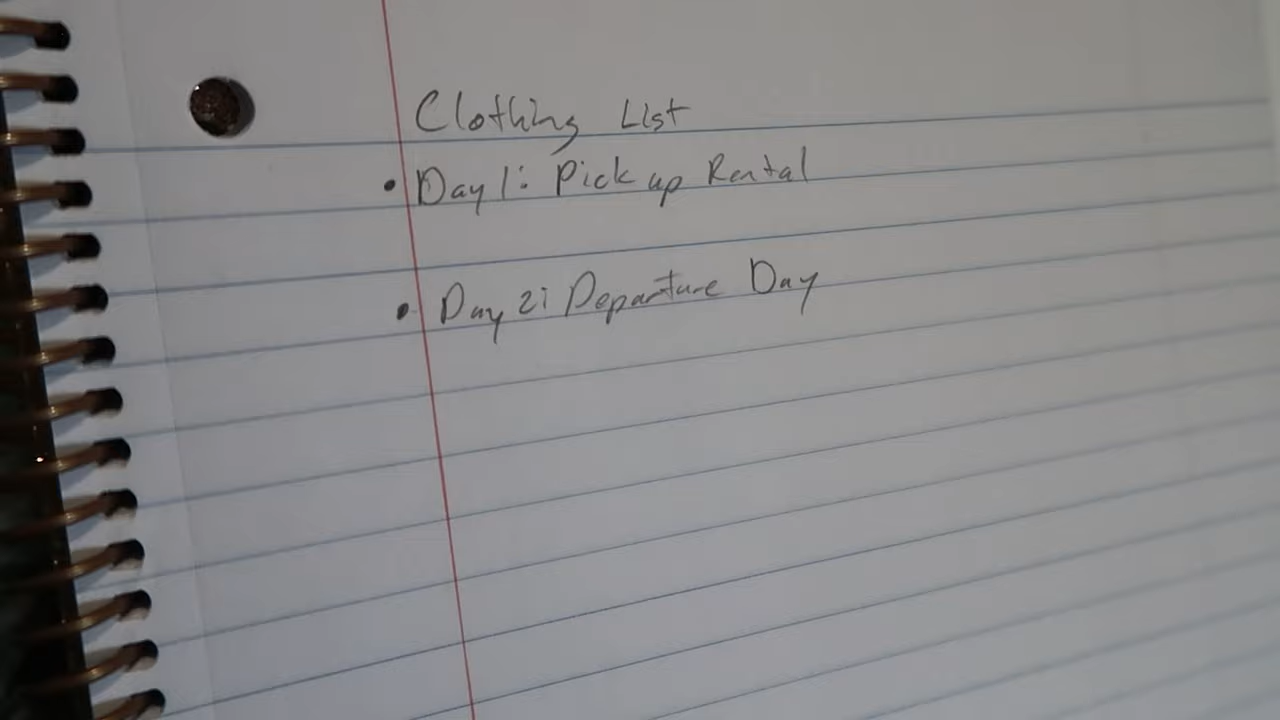 Clothing List
• Day 1: Pick up Rental
• Day 2: Departure Day